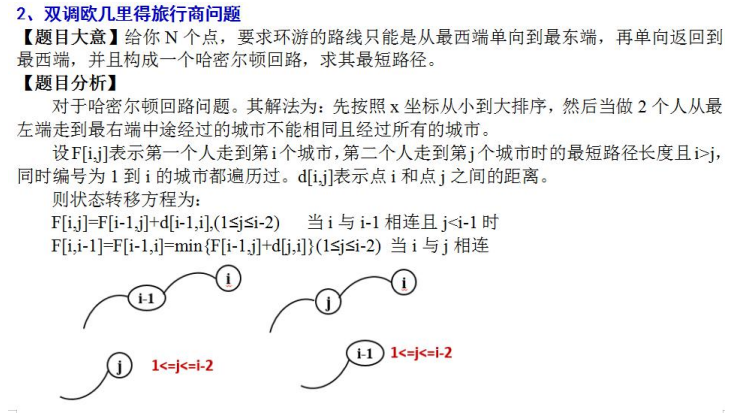 2、双调欧几里得旅行商问题
【题目大意】给你 N 个点，要求环游的路线只能是从最西端单向到最东端，再单向返回到
最西端，并且构成一个哈密尔顿回路，求其最短路径。
【题目分析】
对于哈密尔顿回路问题。其解法为：先按照 x 坐标从小到大排序，然后当做 2 个人从最
左端走到最右端中途经过的城市不能相同且经过所有的城市。
设 F[i,j]表示第一个人走到第 i 个城市，第二个人走到第 j 个城市时的最短路径长度且 i>j，
同时编号为 1 到 i 的城市都遍历过。d[i,j]表示点 i 和点 j 之间的距离。
则状态转移方程为：
F[i,j]=F[i-1,j]+d[i-1,i],(1≤j≤i-2) 当 i 与 i-1 相连且 j<i-1 时
F[i,i-1]=F[i-1,i]=min{F[i-1,j]+d[j,i]}(1≤j≤i-2) 当 i 与 j 相连
i-1 i
j i
j 1<=j<=i-2
i-1 1<=j<=i-2